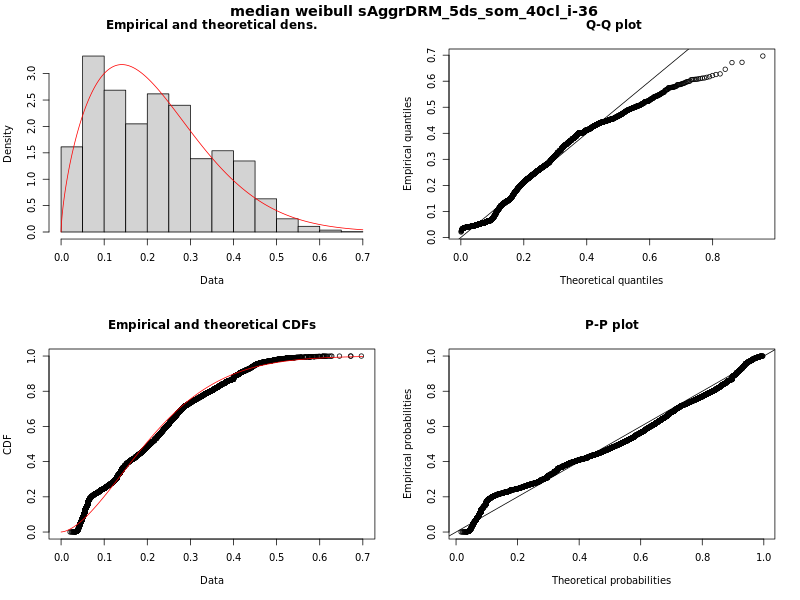 median weibull sAggrDRM_5ds_som_40cl_i-36
Empirical and theoretical dens.
Density
0.0 0.5 1.0 1.5 2.0 2.5 3.0
0.0 0.1 0.2 0.3 0.4 0.5 0.6 0.7
Data
Q-Q plot
Empirical quantiles
0.0 0.1 0.2 0.3 0.4 0.5 0.6 0.7
0.0 0.2 0.4 0.6 0.8
Theoretical quantiles
Empirical and theoretical CDFs
CDF
0.0 0.2 0.4 0.6 0.8 1.0
0.0 0.1 0.2 0.3 0.4 0.5 0.6 0.7
Data
P-P plot
Empirical probabilities
0.0 0.2 0.4 0.6 0.8 1.0
0.0 0.2 0.4 0.6 0.8 1.0
Theoretical probabilities